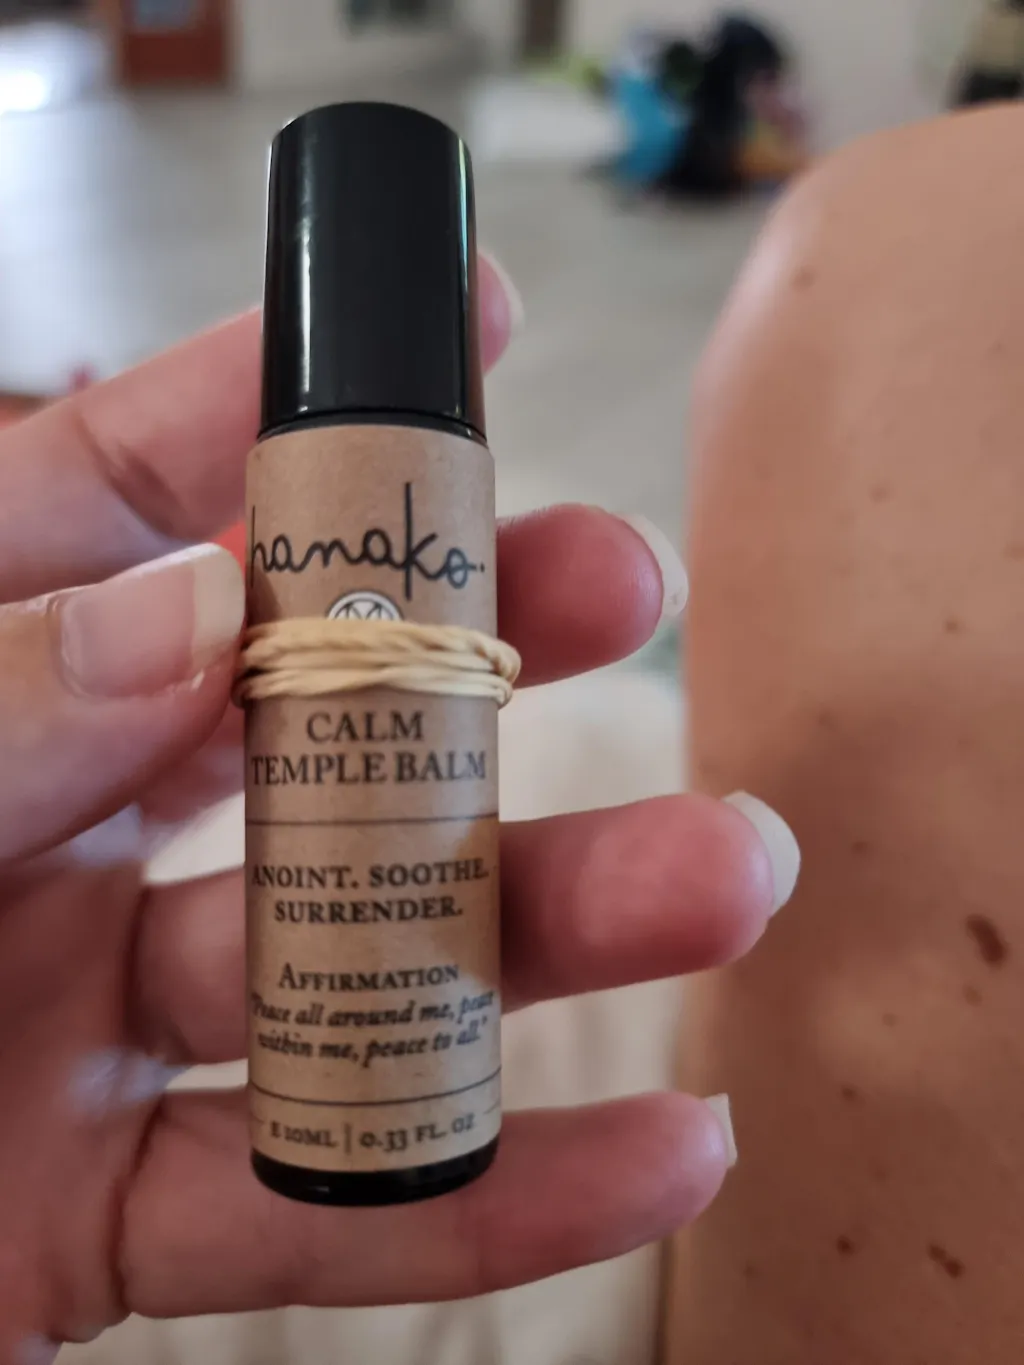 hanako.
CALM
TEMPLE BALM
ANOINT. SOOTHE.
SURRENDER.
AFFIRMATION
"Peace all around me, peace
within me, peace to all."
10ML | 0.33 FL. OZ